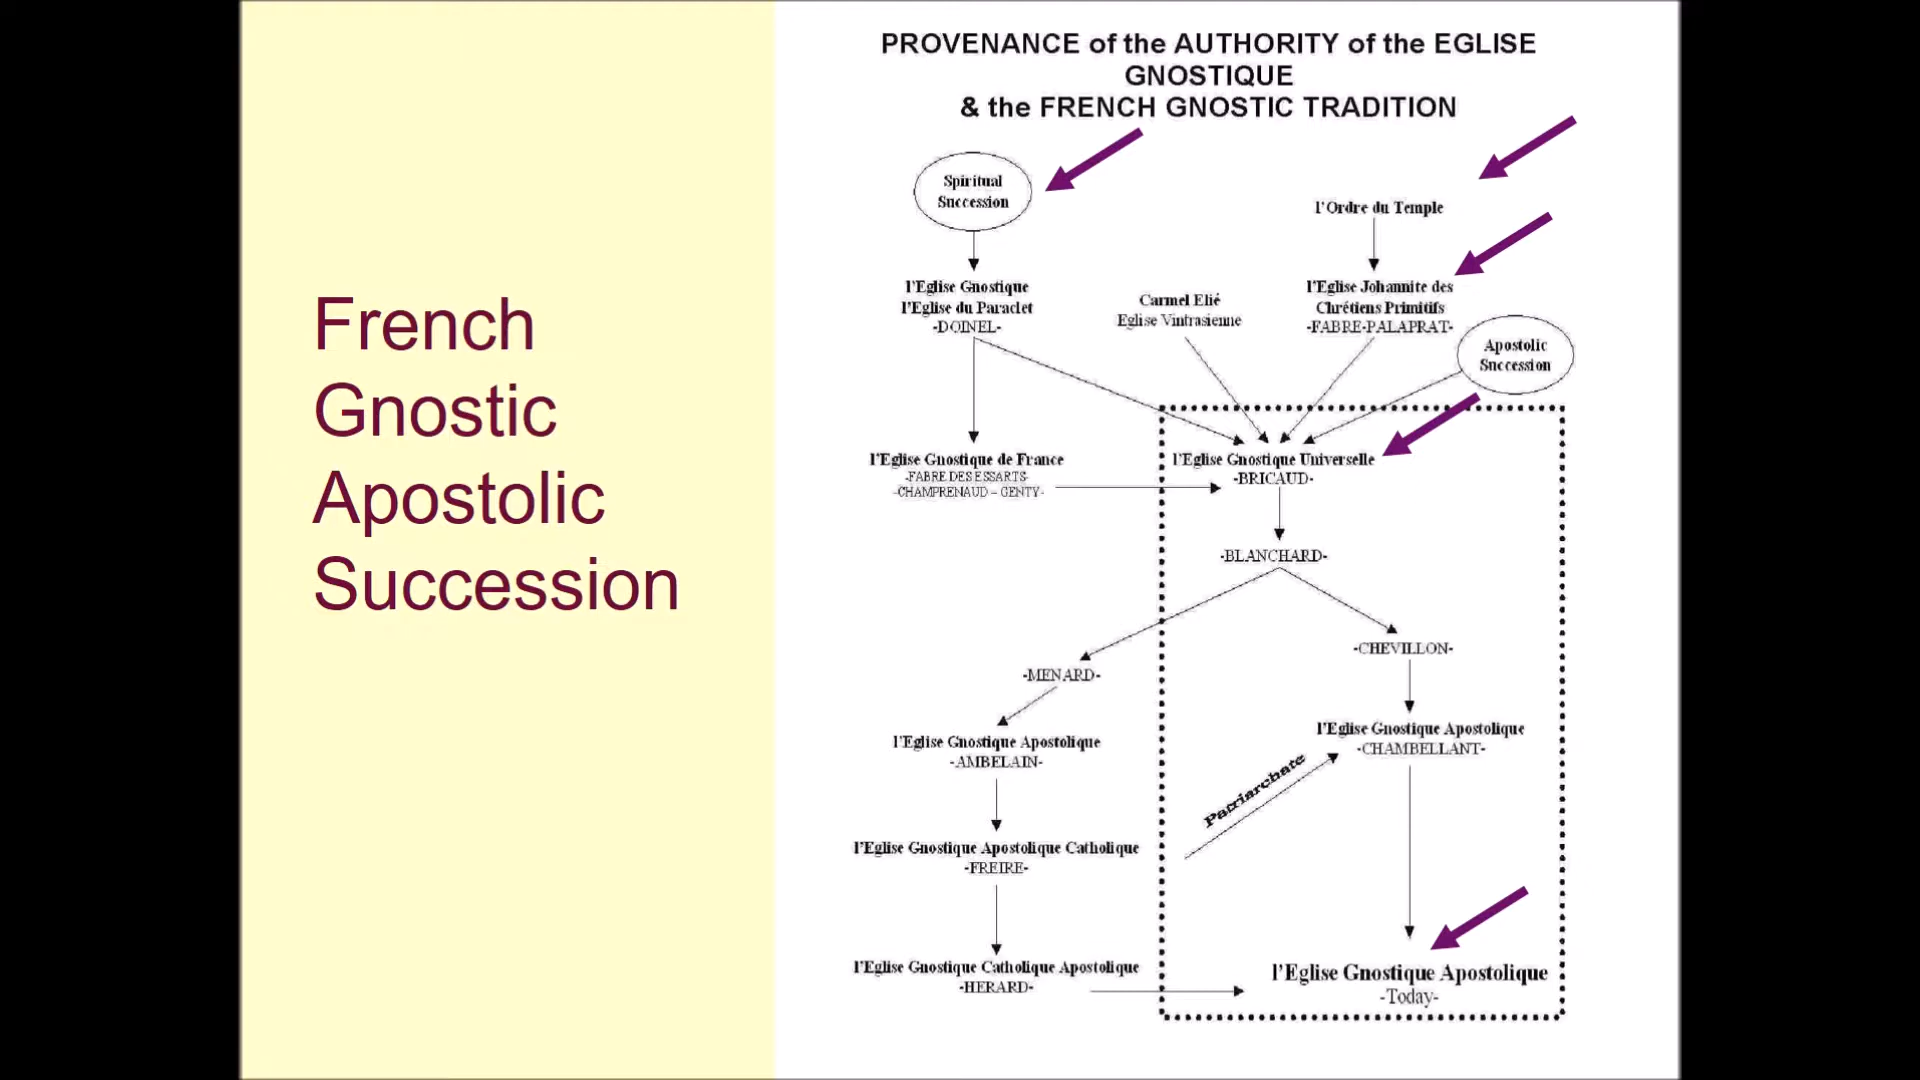 French
Gnostic
Apostolic
Succession
PROVENANCE of the AUTHORITY of the EGLISE
GNOSTIQUE
& the FRENCH GNOSTIC TRADITION
Spiritual
Succession
l'Ordre du Temple
l'Eglise Gnostique
l'Eglise du Paraclet
-DOINEL-
Carmel Elié
Eglise Vintrasienne
l'Eglise Johannite des
Chrétiens Primitifs
-FABRE-PALAPRAT-
Apostolic
Succession
l'Eglise Gnostique de France
-FABRE DES ESSARTS-
-CHAMPRENAUD – GENTY-
l'Eglise Gnostique Universelle
-BRICAUD-
-BLANCHARD-
-CHEVILLON-
-MENARD-
l'Eglise Gnostique Apostolique
-AMBELAIN-
l'Eglise Gnostique Apostolique
-CHAMBELLANT-
Patriarchate
l'Eglise Gnostique Apostolique Catholique
-FREIRE-
l'Eglise Gnostique Catholique Apostolique
-HERARD-
l'Eglise Gnostique Apostolique
-Today-